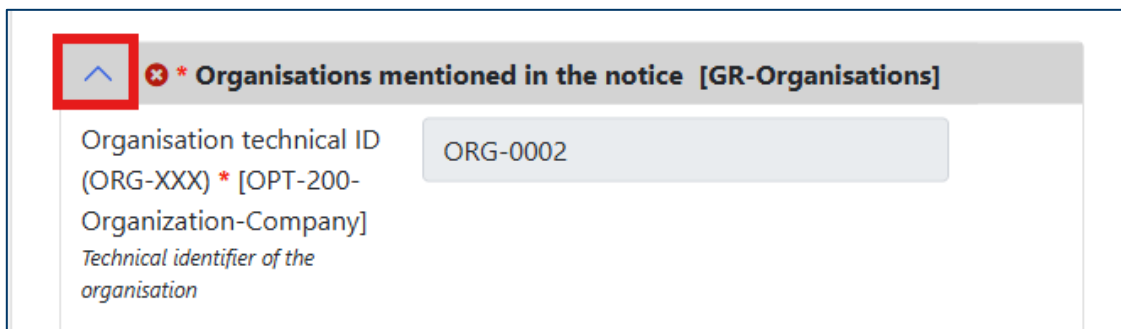 * Organisations mentioned in the notice [GR-Organisations]
Organisation technical ID
(ORG-XXX) * [OPT-200-
Organization-Company]
Technical identifier of the
organisation
ORG-0002